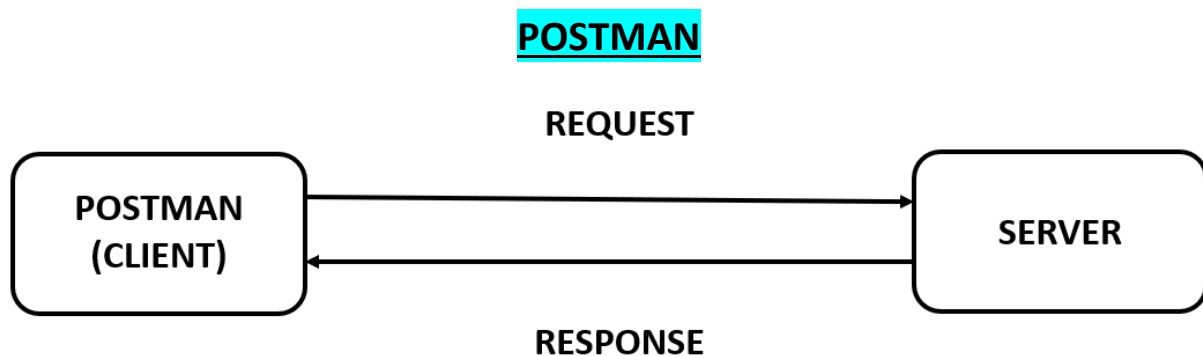 POSTMAN
REQUEST
POSTMAN
(CLIENT)
SERVER
RESPONSE